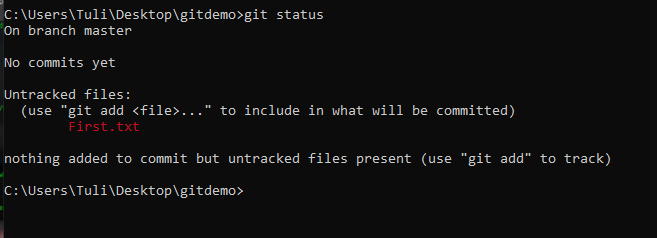 C:\Users\Tuli\Desktop\gitdemo>git status
On branch master
No commits yet
Untracked files:
  (use "git add <file>..." to include in what will be committed)
        First.txt
nothing added to commit but untracked files present (use "git add" to track)
C:\Users\Tuli\Desktop\gitdemo>